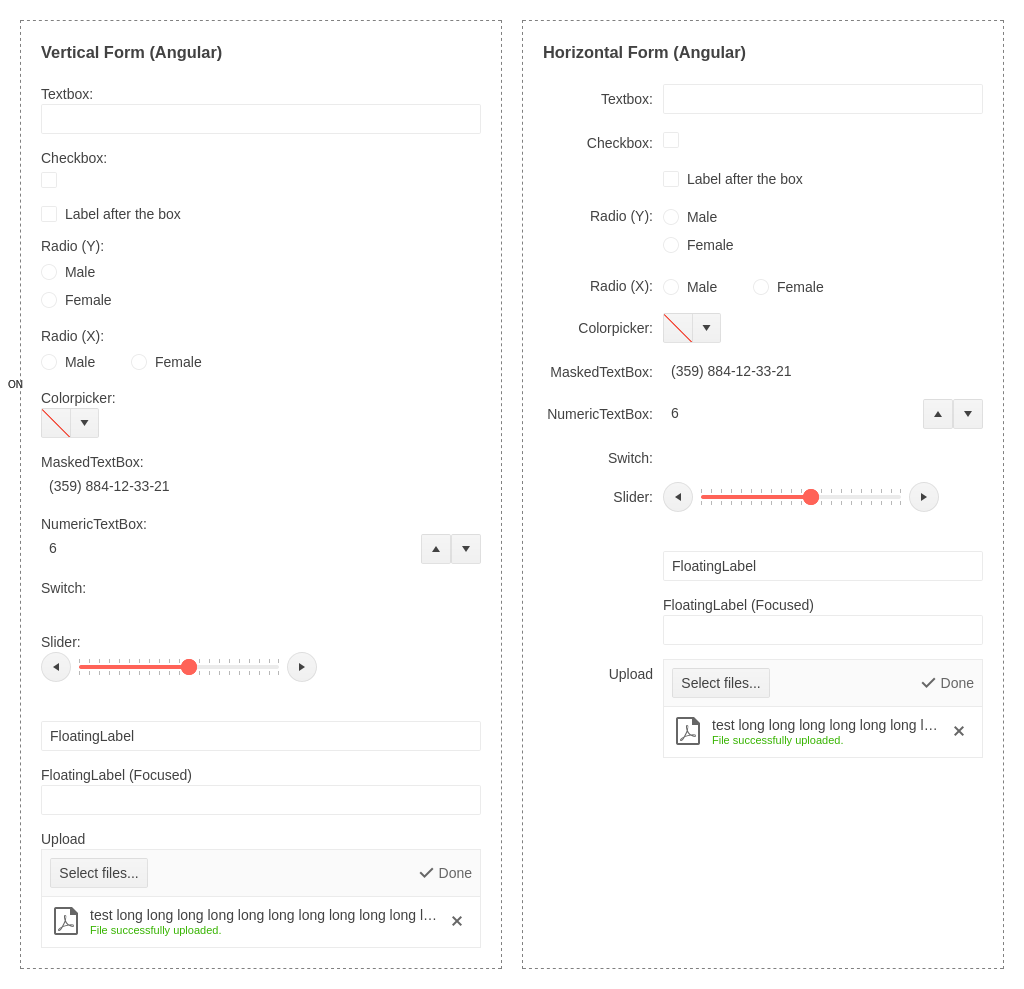 Vertical Form (Angular)
Textbox:
Checkbox:
Label after the box
Radio (Y):
Male
Female
Radio (X):
Male Female
ON
Colorpicker:
MaskedTextBox:
(359) 884-12-33-21
NumericTextBox:
6
Switch:
Slider:
FloatingLabel
FloatingLabel (Focused)
Upload
Select files... Done
test long long long long long long long long long long l…
File successfully uploaded.
Horizontal Form (Angular)
Textbox:
Checkbox:
Label after the box
Radio (Y): Male
Female
Radio (X): Male Female
Colorpicker:
MaskedTextBox: (359) 884-12-33-21
NumericTextBox: 6
Switch:
Slider:
FloatingLabel
FloatingLabel (Focused)
Upload
Select files... Done
test long long long long long long l…
File successfully uploaded.